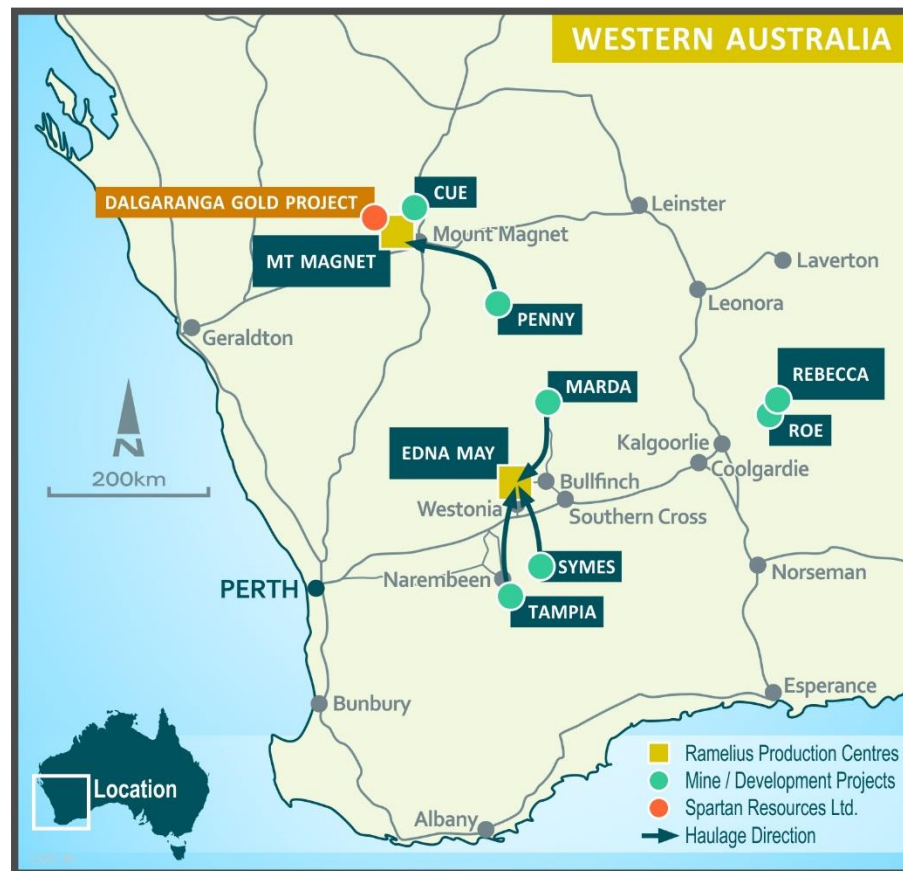 WESTERN AUSTRALIA
CUE
DALGARANGA GOLD PROJECT
Leinster
Mount Magnet
MT MAGNET
Laverton
Leonora
PENNY
Geraldton
MARDA
REBECCA
ROE
N
200km
EDNA MAY
Kalgoorlie
Coolgardie
Bullfinch
Westonia
Southern Cross
SYMES
Norseman
Narembeen
PERTH
TAMPIA
Esperance
Bunbury
Location
Albany
Ramelius Production Centres
Mine / Development Projects
Spartan Resources Ltd.
Haulage Direction